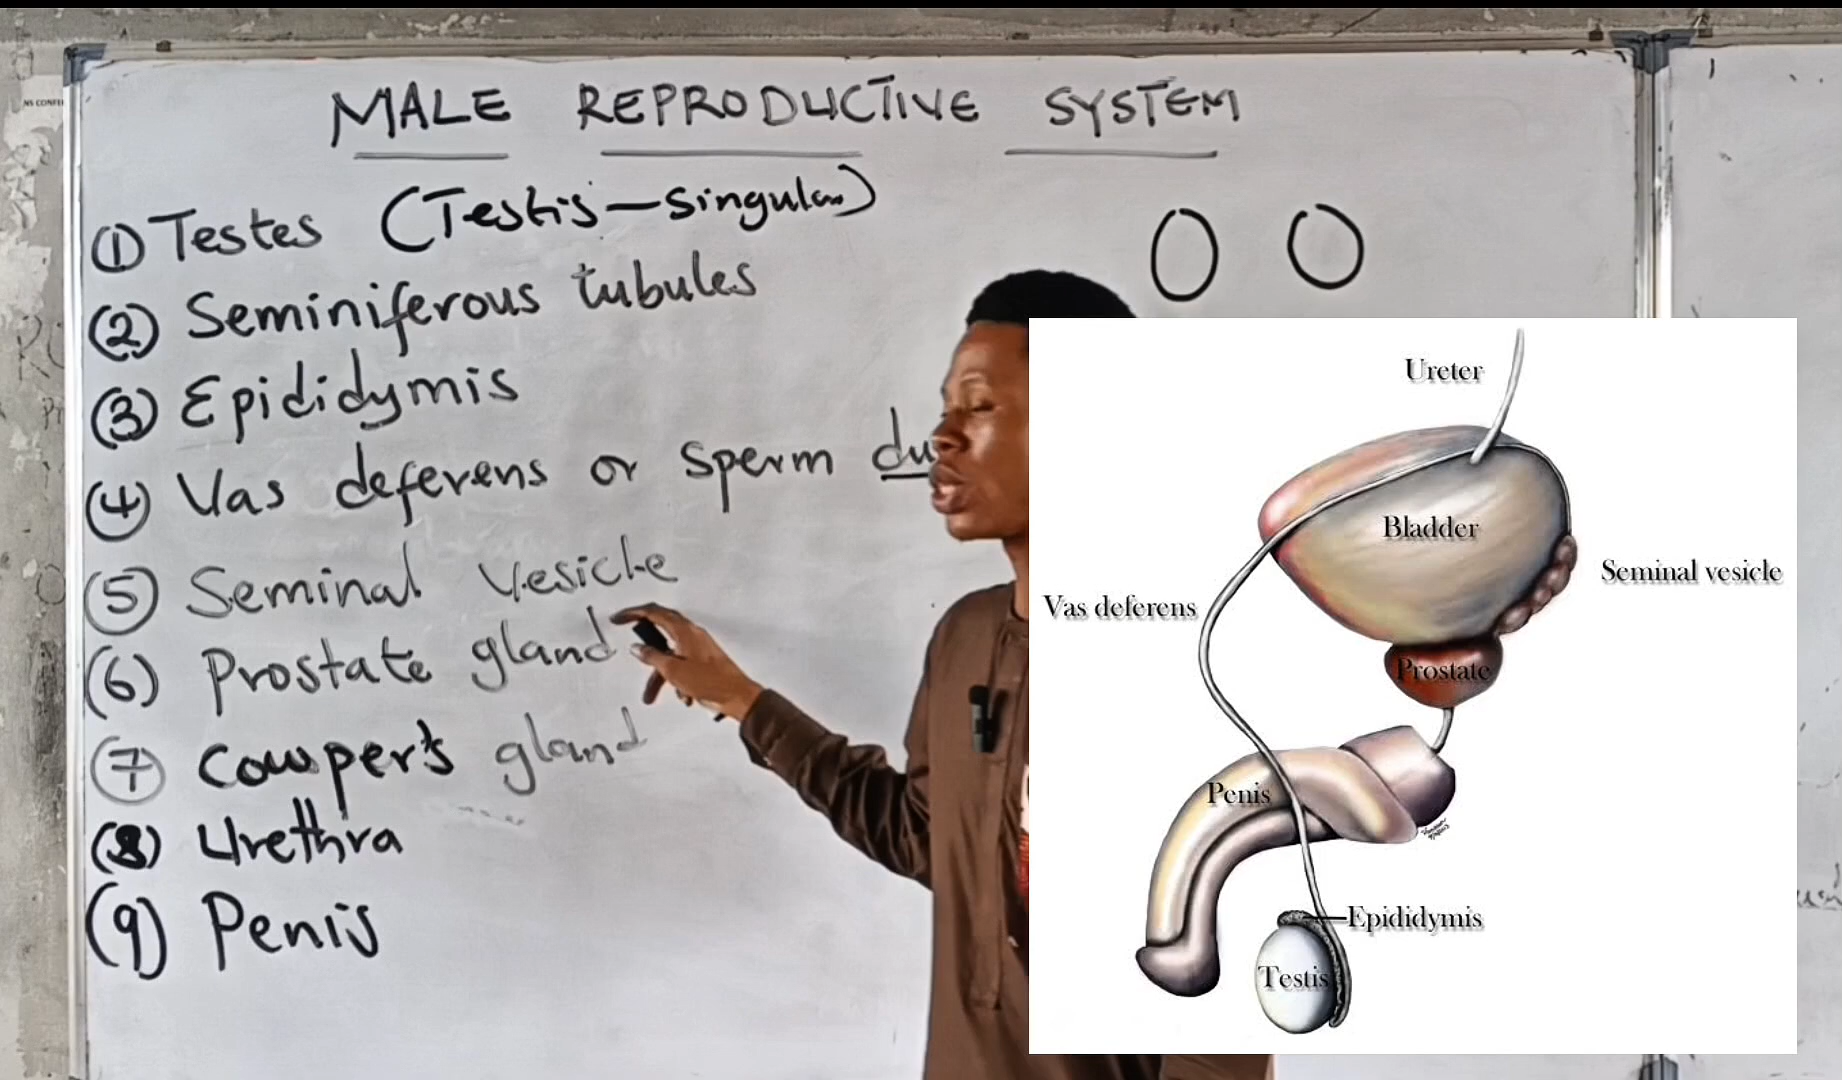 MALE REPRODUCTIVE SYSTEM
(1) Testes (Testis—singular)
(2) Seminiferous tubules
(3) Epididymis
(4) Vas deferens or sperm du
(5) Seminal vesicle
(6) Prostate gland
(7) Cowper's gland
(8) Urethra
(9) Penis
Ureter
Bladder
Seminal vesicle
Vas deferens
Prostate
Penis
Epididymis
Testis